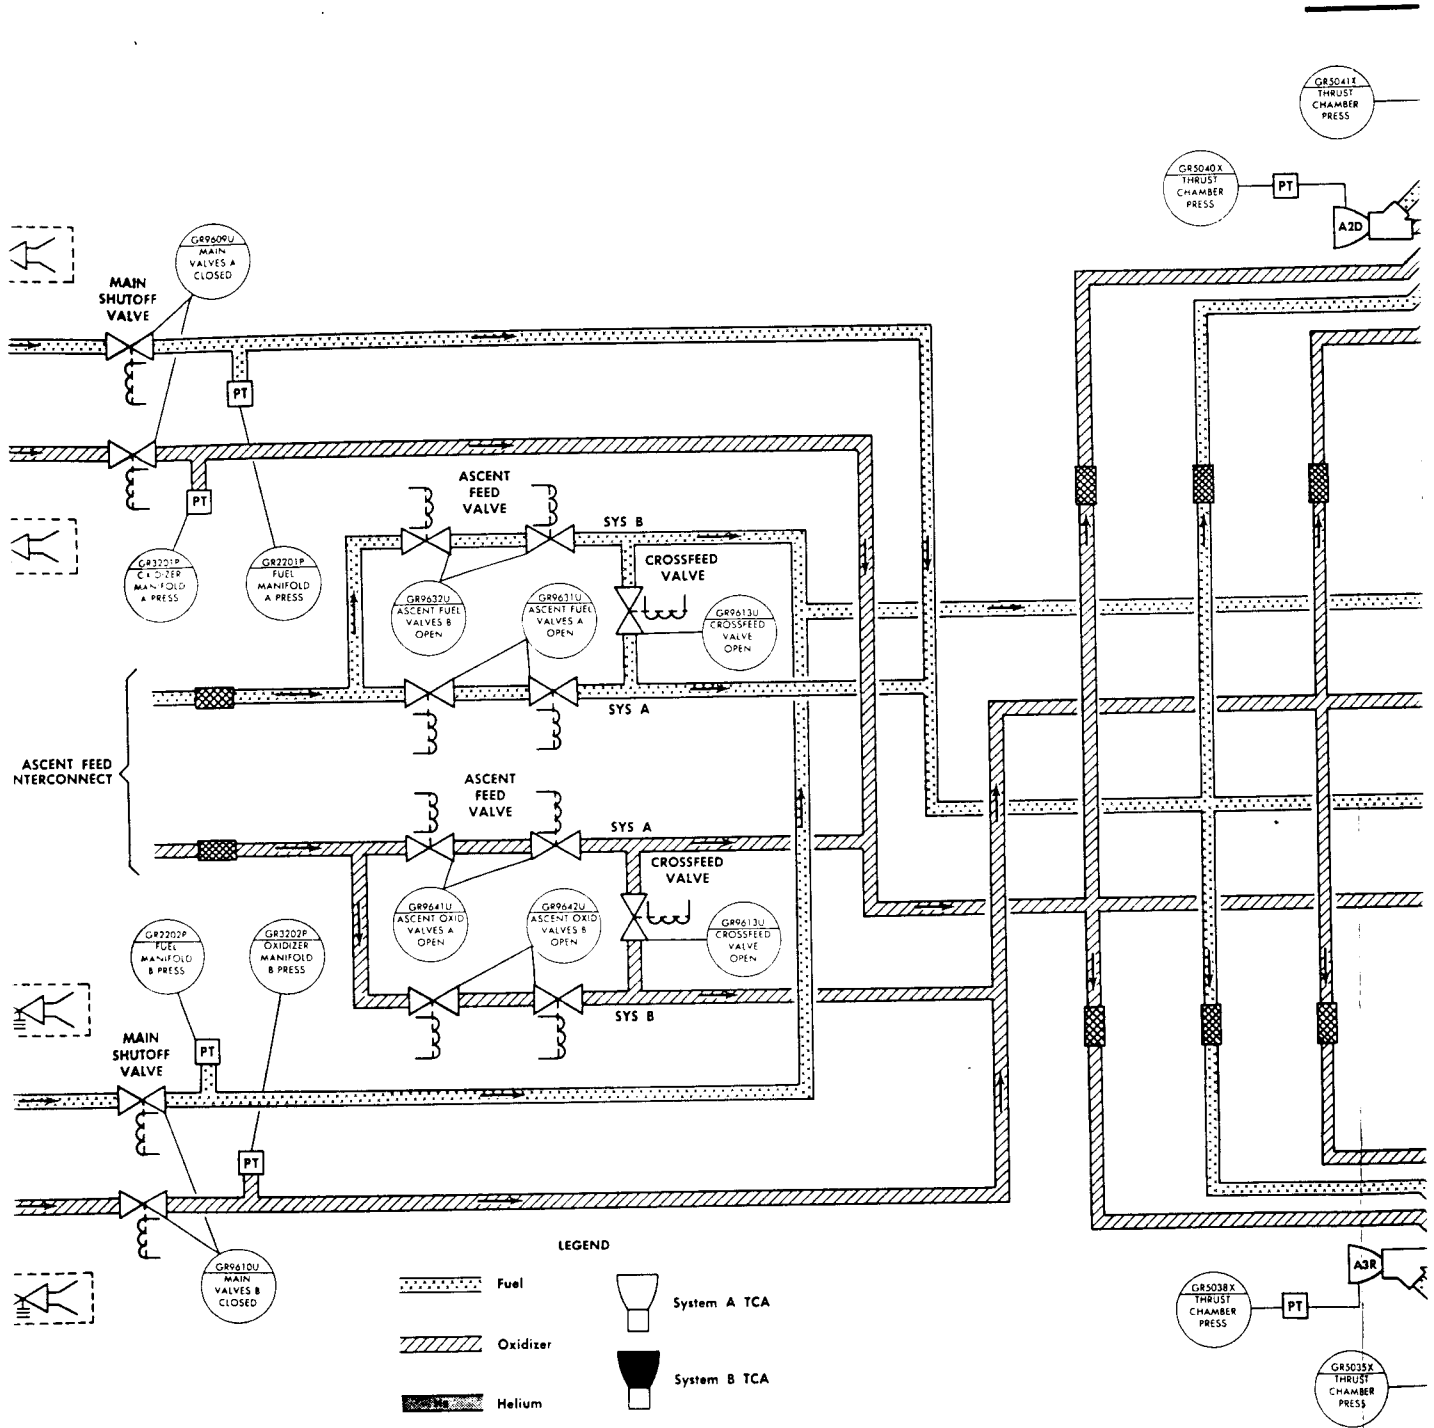 GR5041X
THRUST
CHAMBER
PRESS
GR5040X
THRUST
CHAMBER
PRESS
PT
A2D
GR9609U
MAIN
VALVES A
CLOSED
MAIN
SHUTOFF
VALVE
PT
PT
ASCENT
FEED
VALVE
SYS B
CROSSFEED
VALVE
GR3201P
OXIDIZER
MANIFOLD
A PRESS
GR2201P
FUEL
MANIFOLD
A PRESS
GR9632U
ASCENT FUEL
VALVES B
OPEN
GR9631U
ASCENT FUEL
VALVES A
OPEN
GR9613U
CROSSFEED
VALVE
OPEN
SYS A
ASCENT FEED
NTERCONNECT
ASCENT
FEED
VALVE
SYS A
CROSSFEED
VALVE
GR9641U
ASCENT OXID
VALVES A
OPEN
GR9642U
ASCENT OXID
VALVES B
OPEN
GR9613U
CROSSFEED
VALVE
OPEN
GR2202P
FUEL
MANIFOLD
B PRESS
GR3202P
OXIDIZER
MANIFOLD
B PRESS
SYS B
MAIN
SHUTOFF
VALVE
PT
PT
GR9610U
MAIN
VALVES B
CLOSED
LEGEND
Fuel
System A TCA
Oxidizer
System B TCA
He
Helium
A3R
GR5038X
THRUST
CHAMBER
PRESS
PT
GR5035X
THRUST
CHAMBER
PRESS